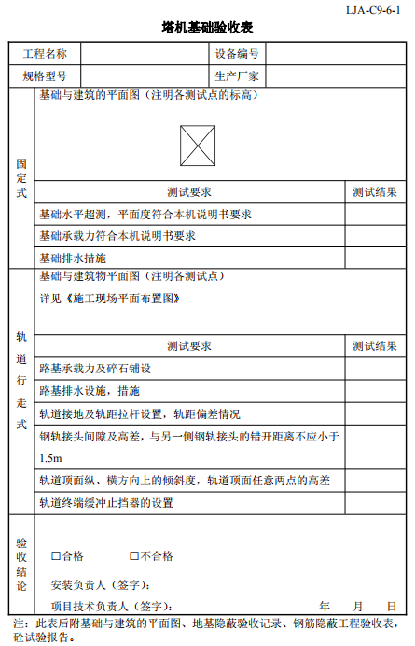 LJA-C9-6-1
塔机基础验收表
工程名称 设备编号
规格型号 生产厂家
固定式
基础与建筑的平面图（注明各测试点的标高）
测试要求 测试结果
基础水平超测，平面度符合本机说明书要求
基础承载力符合本机说明书要求
基础排水措施
轨道行走式
基础与建筑物平面图（注明各测试点）
详见《施工现场平面布置图》
测试要求 测试结果
路基承载力及碎石铺设
路基排水设施，措施
轨道接地及轨距拉杆设置，轨距偏差情况
钢轨接头间隙及高差，与另一侧钢轨接头的错开距离不应小于
1.5m
轨道顶面纵、横方向上的倾斜度，轨道顶面任意两点的高差
轨道终端缓冲止挡器的设置
验收结论
□合格 □不合格
安装负责人（签字）：
项目技术负责人（签字）： 年 月 日
注：此表后附基础与建筑的平面图、地基隐蔽验收记录、钢筋隐蔽工程验收表，
砼试验报告。